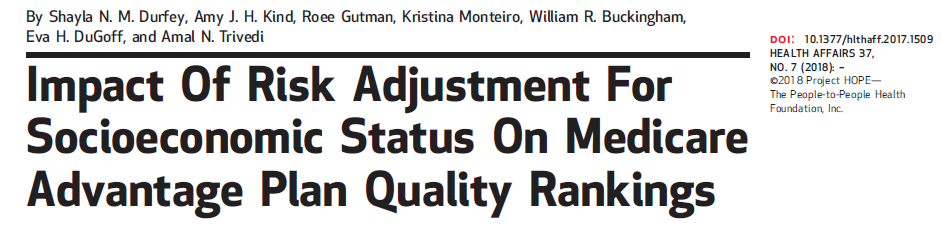 By Shayla N. M. Durfey, Amy J. H. Kind, Roee Gutman, Kristina Monteiro, William R. Buckingham,
Eva H. DuGoff, and Amal N. Trivedi
Impact Of Risk Adjustment For
Socioeconomic Status On Medicare
Advantage Plan Quality Rankings
DOI: 10.1377/hlthaff.2017.1509
HEALTH AFFAIRS 37,
NO. 7 (2018): –
©2018 Project HOPE—
The People-to-People Health
Foundation, Inc.